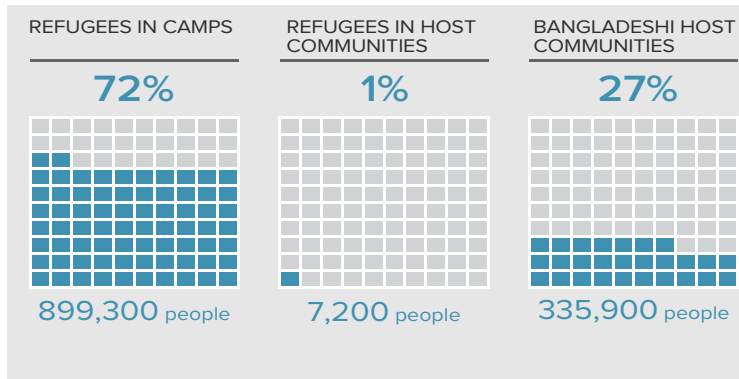 REFUGEES IN CAMPS
72%
899,300 people
REFUGEES IN HOST
COMMUNITIES
1%
7,200 people
BANGLADESHI HOST
COMMUNITIES
27%
335,900 people